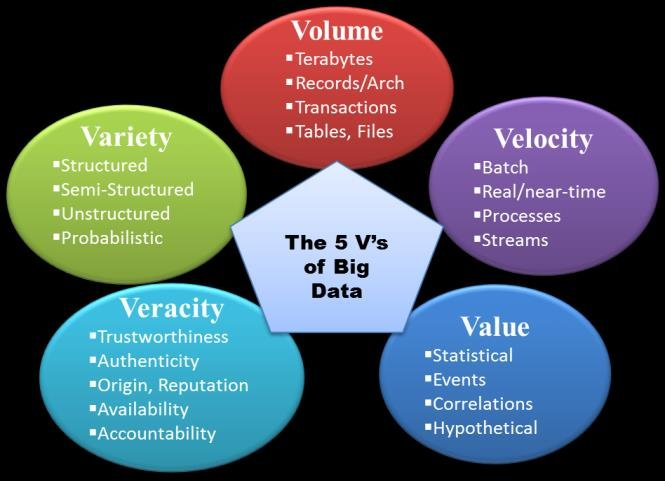 Volume
▪Terabytes
▪Records/Arch
▪Transactions
▪Tables, Files
Variety
▪Structured
▪Semi-Structured
▪Unstructured
▪Probabilistic
Velocity
▪Batch
▪Real/near-time
▪Processes
▪Streams
The 5 V's
of Big
Data
Veracity
▪Trustworthiness
▪Authenticity
▪Origin, Reputation
▪Availability
▪Accountability
Value
▪Statistical
▪Events
▪Correlations
▪Hypothetical